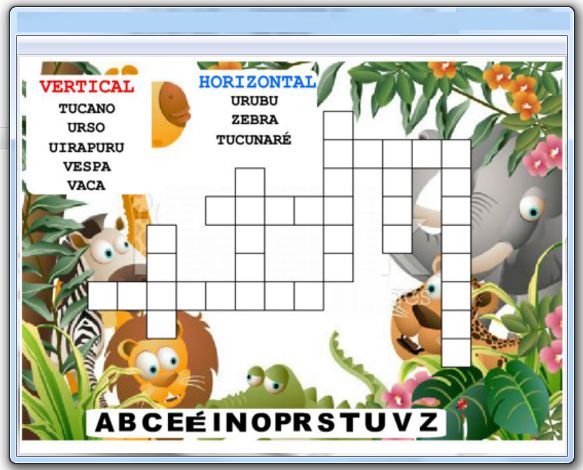 VERTICAL
TUCANO
URSO
UIRAPURU
VESPA
VACA
HORIZONTAL
URUBU
ZEBRA
TUCUNARÉ
ABCEÉINOPRSTUVZ